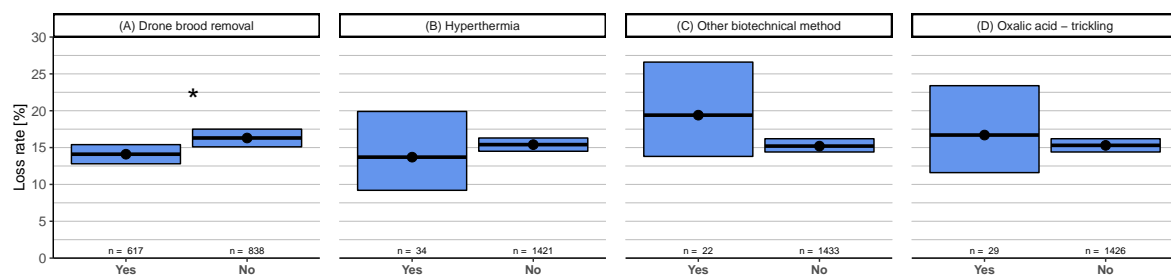 (A) Drone brood removal
(B) Hyperthermia
(C) Other biotechnical method
(D) Oxalic acid − trickling
Loss rate [%]
30
25
20
15
10
5
0
*
n = 617
n = 838
n = 34
n = 1421
n = 22
n = 1433
n = 29
n = 1426
Yes
No
Yes
No
Yes
No
Yes
No